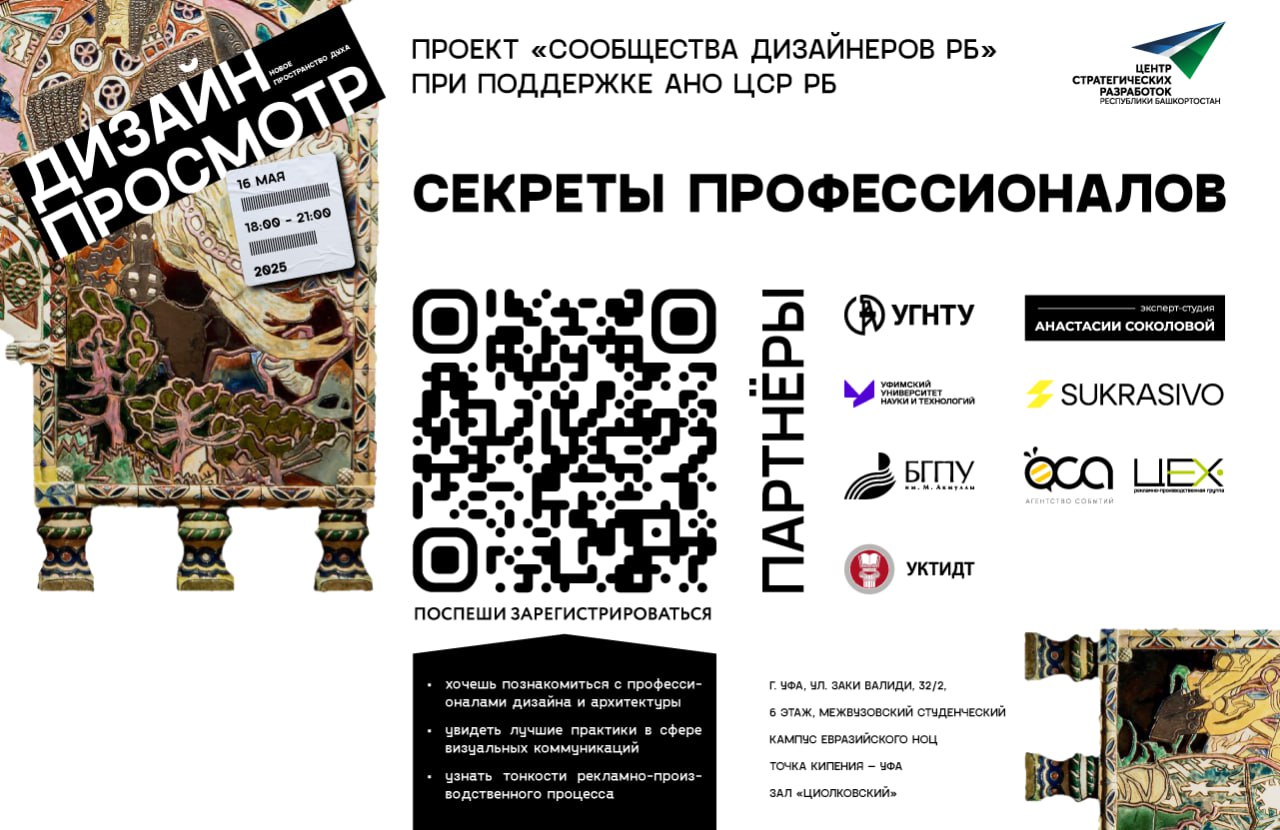 ДИЗАЙН
ПРОСМОТР
НОВОЕ
ПРОСТРАНСТВО ДУХА
16 МАЯ
18:00 – 21:00
2025
ПРОЕКТ «СООБЩЕСТВА ДИЗАЙНЕРОВ РБ»
ПРИ ПОДДЕРЖКЕ АНО ЦСР РБ
ЦЕНТР
СТРАТЕГИЧЕСКИХ
РАЗРАБОТОК
РЕСПУБЛИКИ БАШКОРТОСТАН
СЕКРЕТЫ ПРОФЕССИОНАЛОВ
ПОСПЕШИ ЗАРЕГИСТРИРОВАТЬСЯ
ПАРТНЁРЫ
УГНТУ
эксперт-студия
АНАСТАСИИ СОКОЛОВОЙ
УФИМСКИЙ
УНИВЕРСИТЕТ
НАУКИ И ТЕХНОЛОГИЙ
SUKRASIVO
БГПУ
им. М. Акмуллы
оса
АГЕНТСТВО СОБЫТИЙ
ЦЕХ
рекламно-производственная группа
УКТИДТ
• хочешь познакомиться с професси-
оналами дизайна и архитектуры
• увидеть лучшие практики в сфере
визуальных коммуникаций
• узнать тонкости рекламно-произ-
водственного процесса
Г. УФА, УЛ. ЗАКИ ВАЛИДИ, 32/2,
6 ЭТАЖ, МЕЖВУЗОВСКИЙ СТУДЕНЧЕСКИЙ
КАМПУС ЕВРАЗИЙСКОГО НОЦ
ТОЧКА КИПЕНИЯ – УФА
ЗАЛ «ЦИОЛКОВСКИЙ»